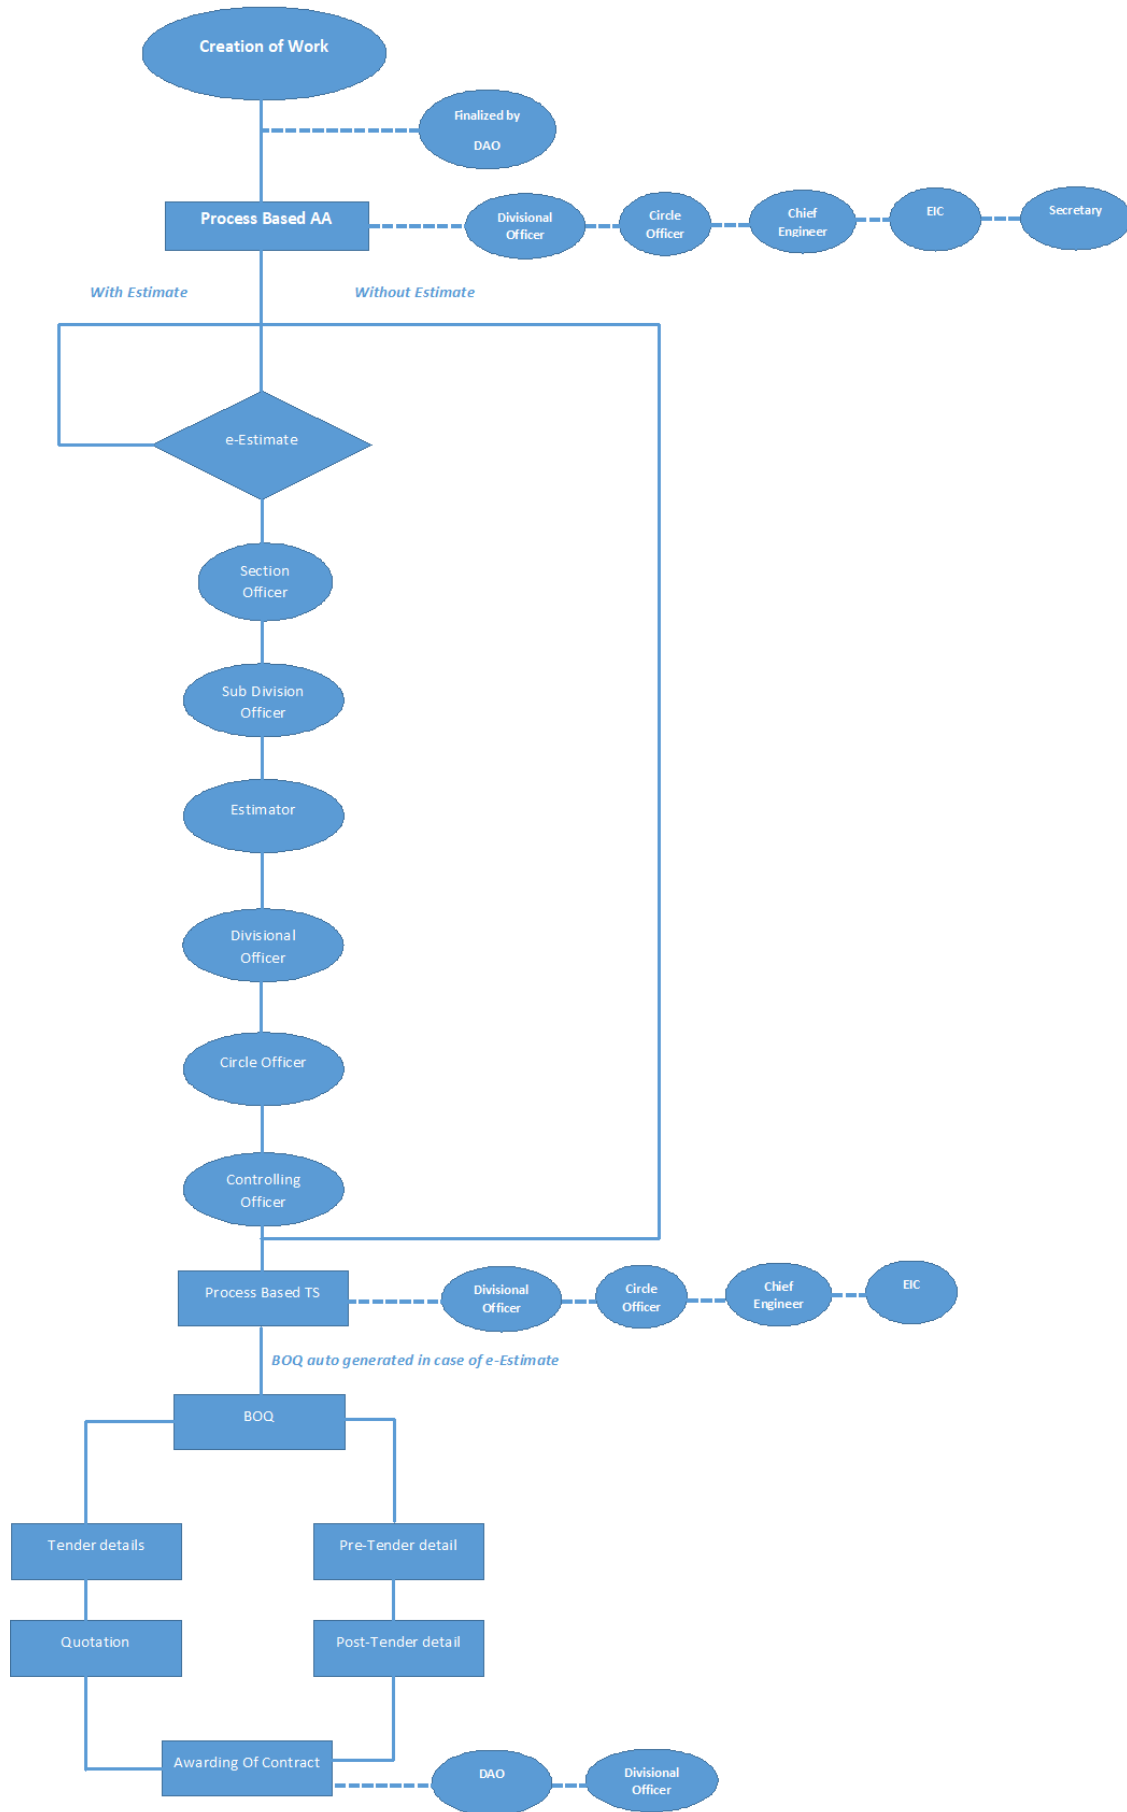 Creation of Work
Finalized by
DAO
Process Based AA
Divisional
Officer
Circle
Officer
Chief
Engineer
EIC
Secretary
With Estimate
Without Estimate
e-Estimate
Section
Officer
Sub Division
Officer
Estimator
Divisional
Officer
Circle Officer
Controlling
Officer
Process Based TS
Divisional
Officer
Circle
Officer
Chief
Engineer
EIC
BOQ auto generated in case of e-Estimate
BOQ
Tender details
Pre-Tender detail
Quotation
Post-Tender detail
Awarding Of Contract
DAO
Divisional
Officer